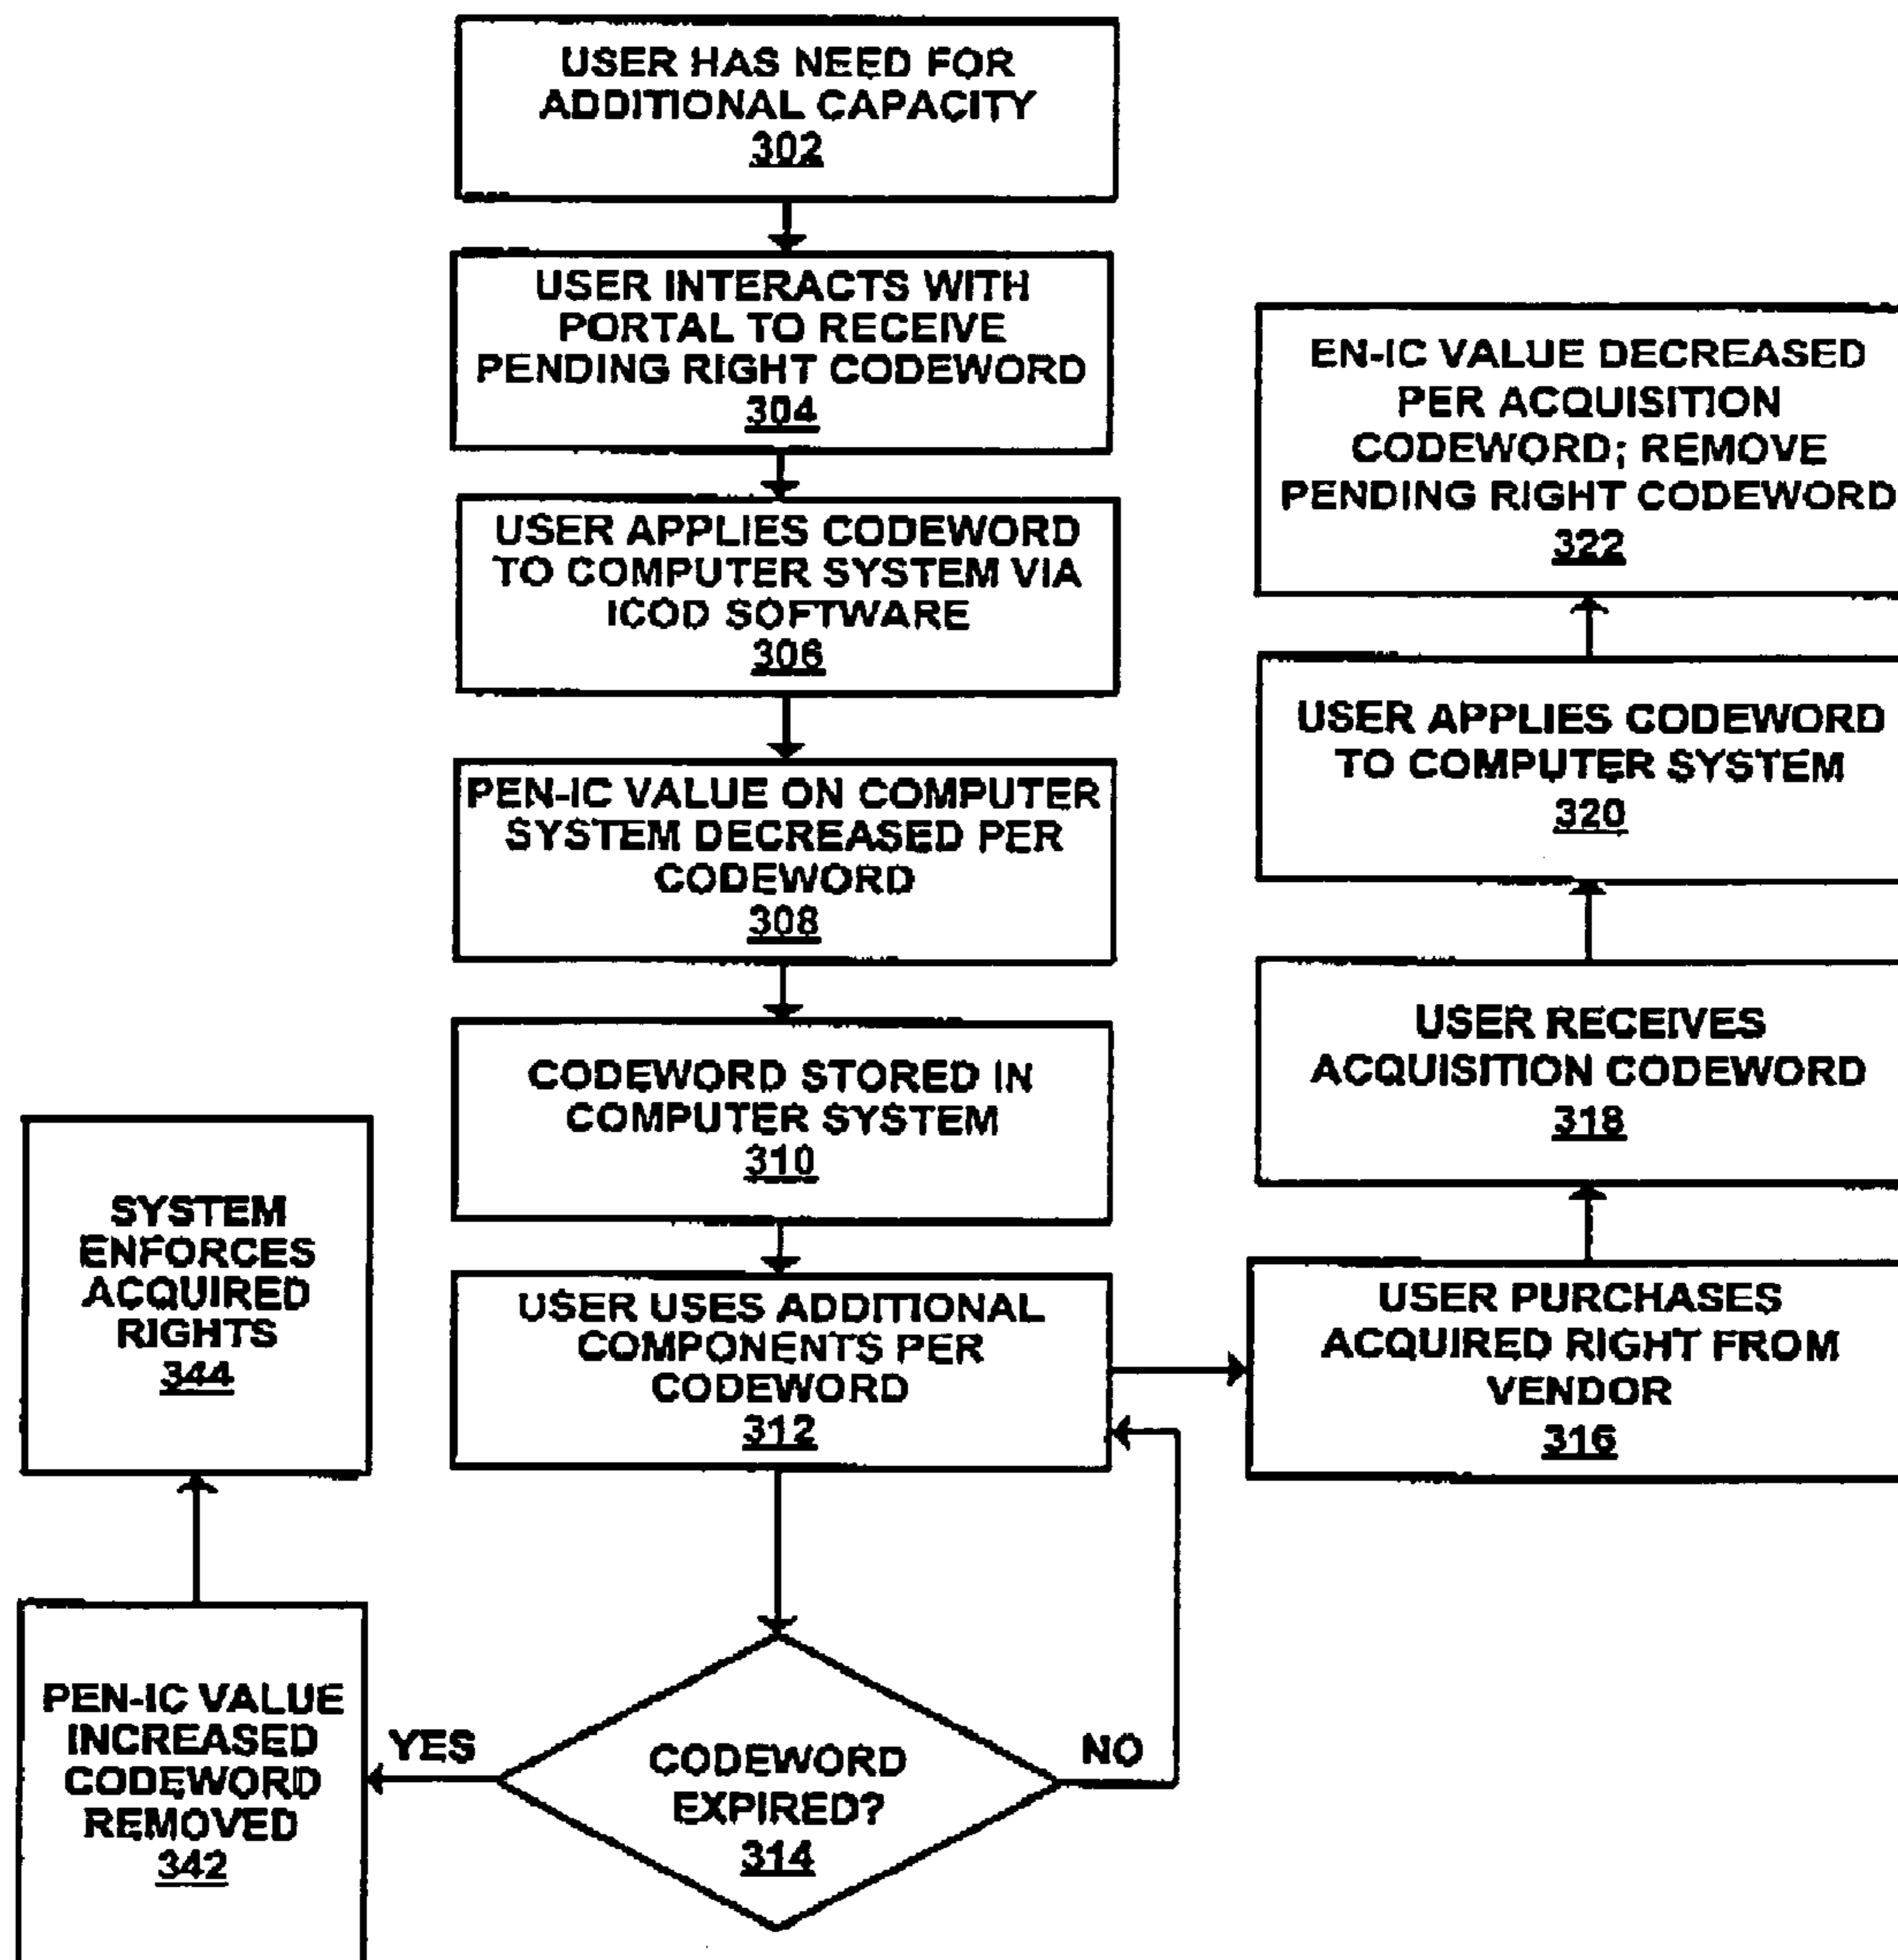 USER HAS NEED FOR
ADDITIONAL CAPACITY
302
USER INTERACTS WITH
PORTAL TO RECEIVE
PENDING RIGHT CODEWORD
304
USER APPLIES CODEWORD
TO COMPUTER SYSTEM VIA
ICOD SOFTWARE
306
PEN-IC VALUE ON COMPUTER
SYSTEM DECREASED PER
CODEWORD
308
CODEWORD STORED IN
COMPUTER SYSTEM
310
USER USES ADDITIONAL
COMPONENTS PER
CODEWORD
312
CODEWORD
EXPIRED?
314
YES
NO
PEN-IC VALUE
INCREASED
CODEWORD
REMOVED
342
SYSTEM
ENFORCES
ACQUIRED
RIGHTS
344
USER PURCHASES
ACQUIRED RIGHT FROM
VENDOR
316
USER RECEIVES
ACQUISITION CODEWORD
318
USER APPLIES CODEWORD
TO COMPUTER SYSTEM
320
EN-IC VALUE DECREASED
PER ACQUISITION
CODEWORD; REMOVE
PENDING RIGHT CODEWORD
322